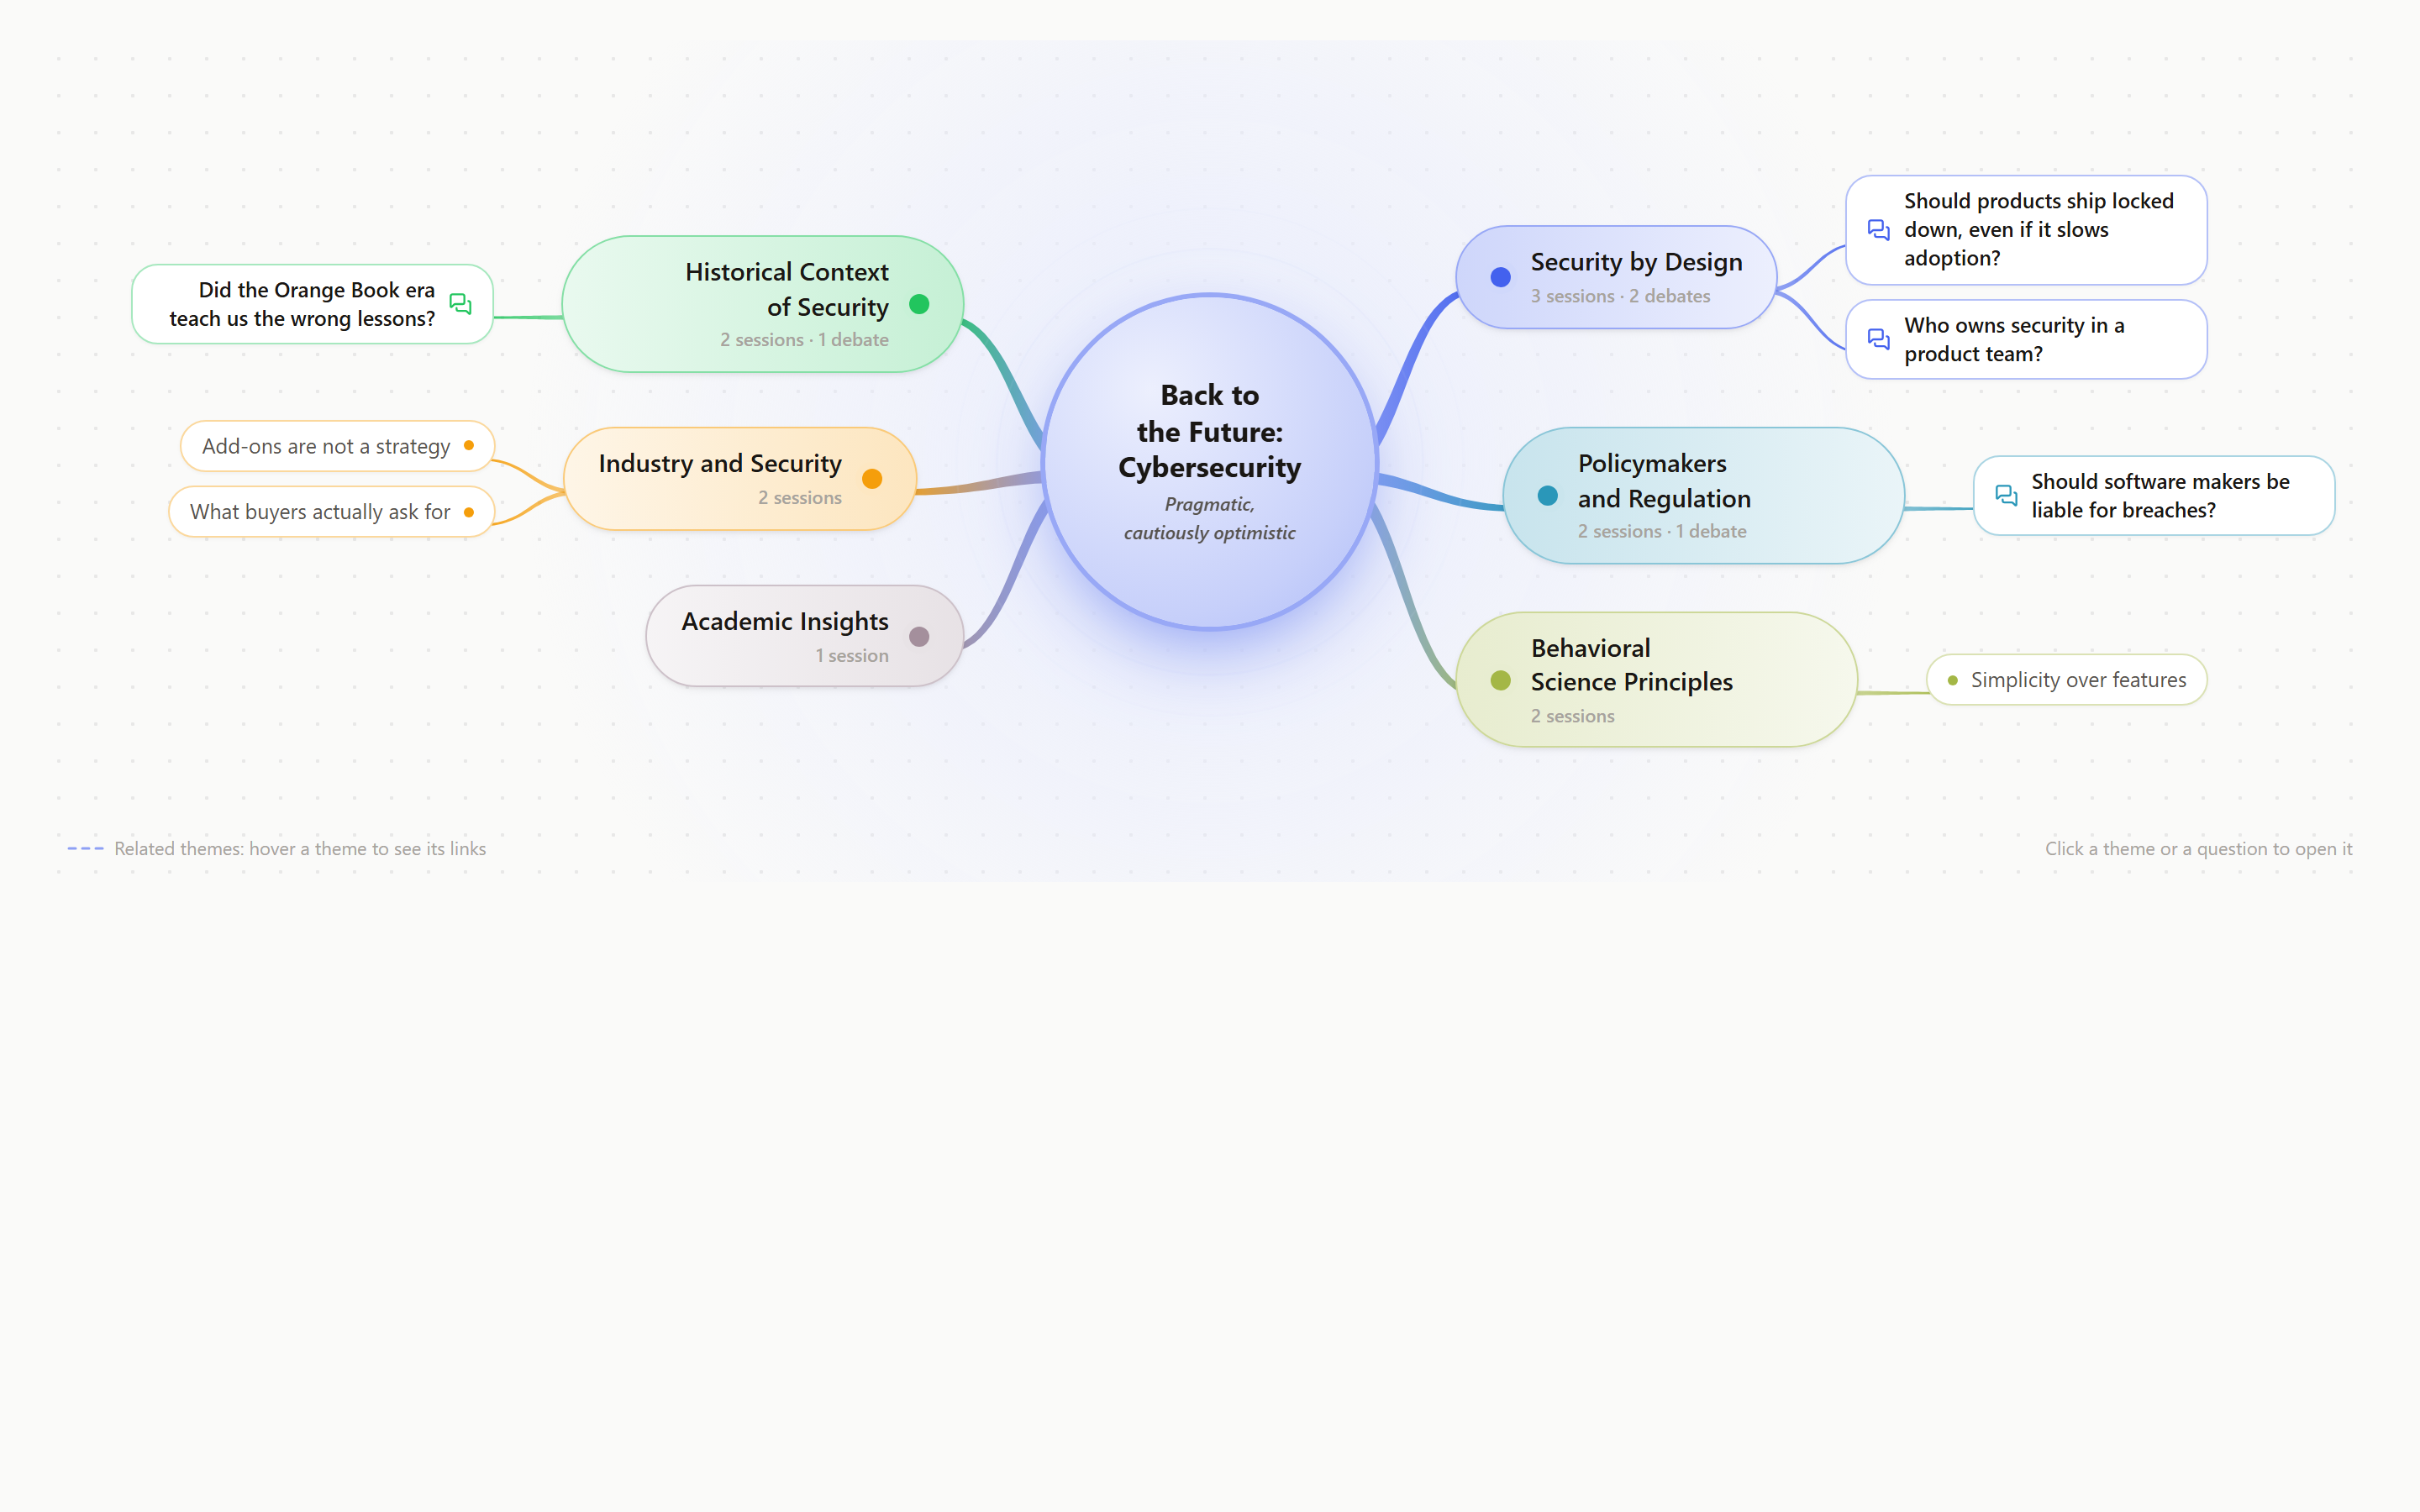 Back to
the Future:
Cybersecurity
Pragmatic,
cautiously optimistic
Historical Context
of Security
2 sessions · 1 debate
Did the Orange Book era
teach us the wrong lessons?
Industry and Security
2 sessions
Add-ons are not a strategy
What buyers actually ask for
Academic Insights
1 session
Security by Design
3 sessions · 2 debates
Should products ship locked
down, even if it slows
adoption?
Who owns security in a
product team?
Policymakers
and Regulation
2 sessions · 1 debate
Should software makers be
liable for breaches?
Behavioral
Science Principles
2 sessions
Simplicity over features
Related themes: hover a theme to see its links
Click a theme or a question to open it